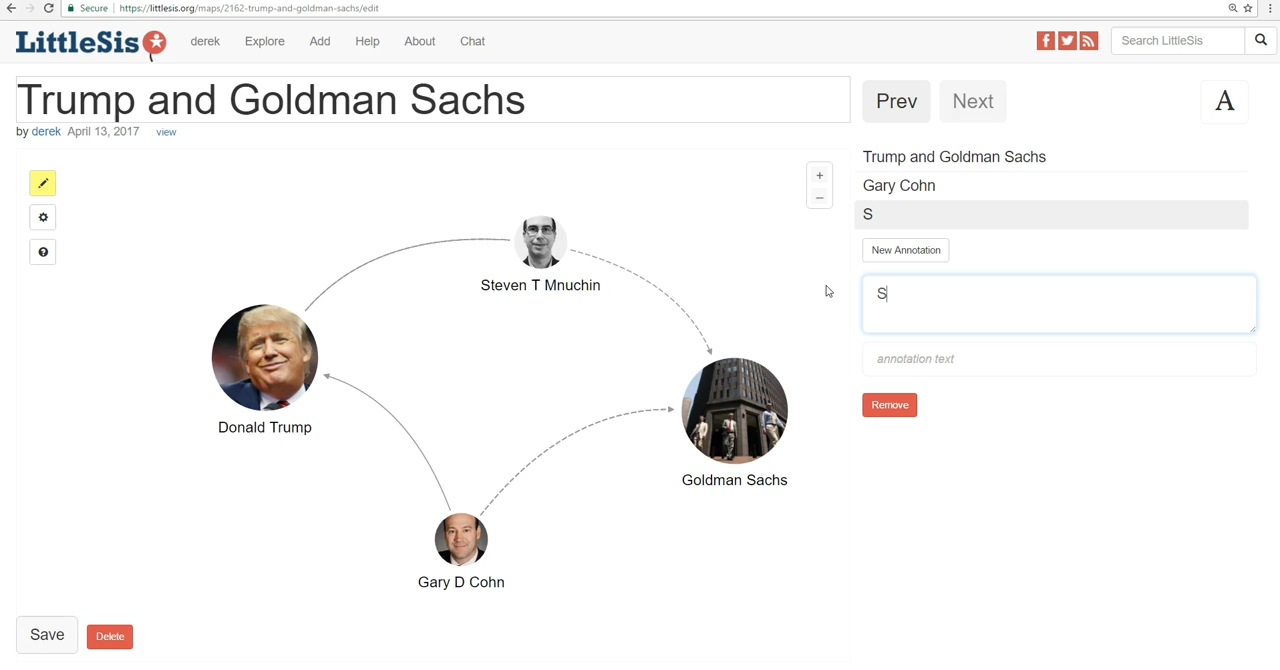 Secure https://littlesis.org/maps/2162-trump-and-goldman-sachs/edit
LittleSis derek Explore Add Help About Chat Search LittleSis
Trump and Goldman Sachs
by derek April 13, 2017 view
Prev Next A
Trump and Goldman Sachs
Gary Cohn
S
New Annotation
S
annotation text
Remove
+
−
Steven T Mnuchin
Donald Trump
Goldman Sachs
Gary D Cohn
Save Delete